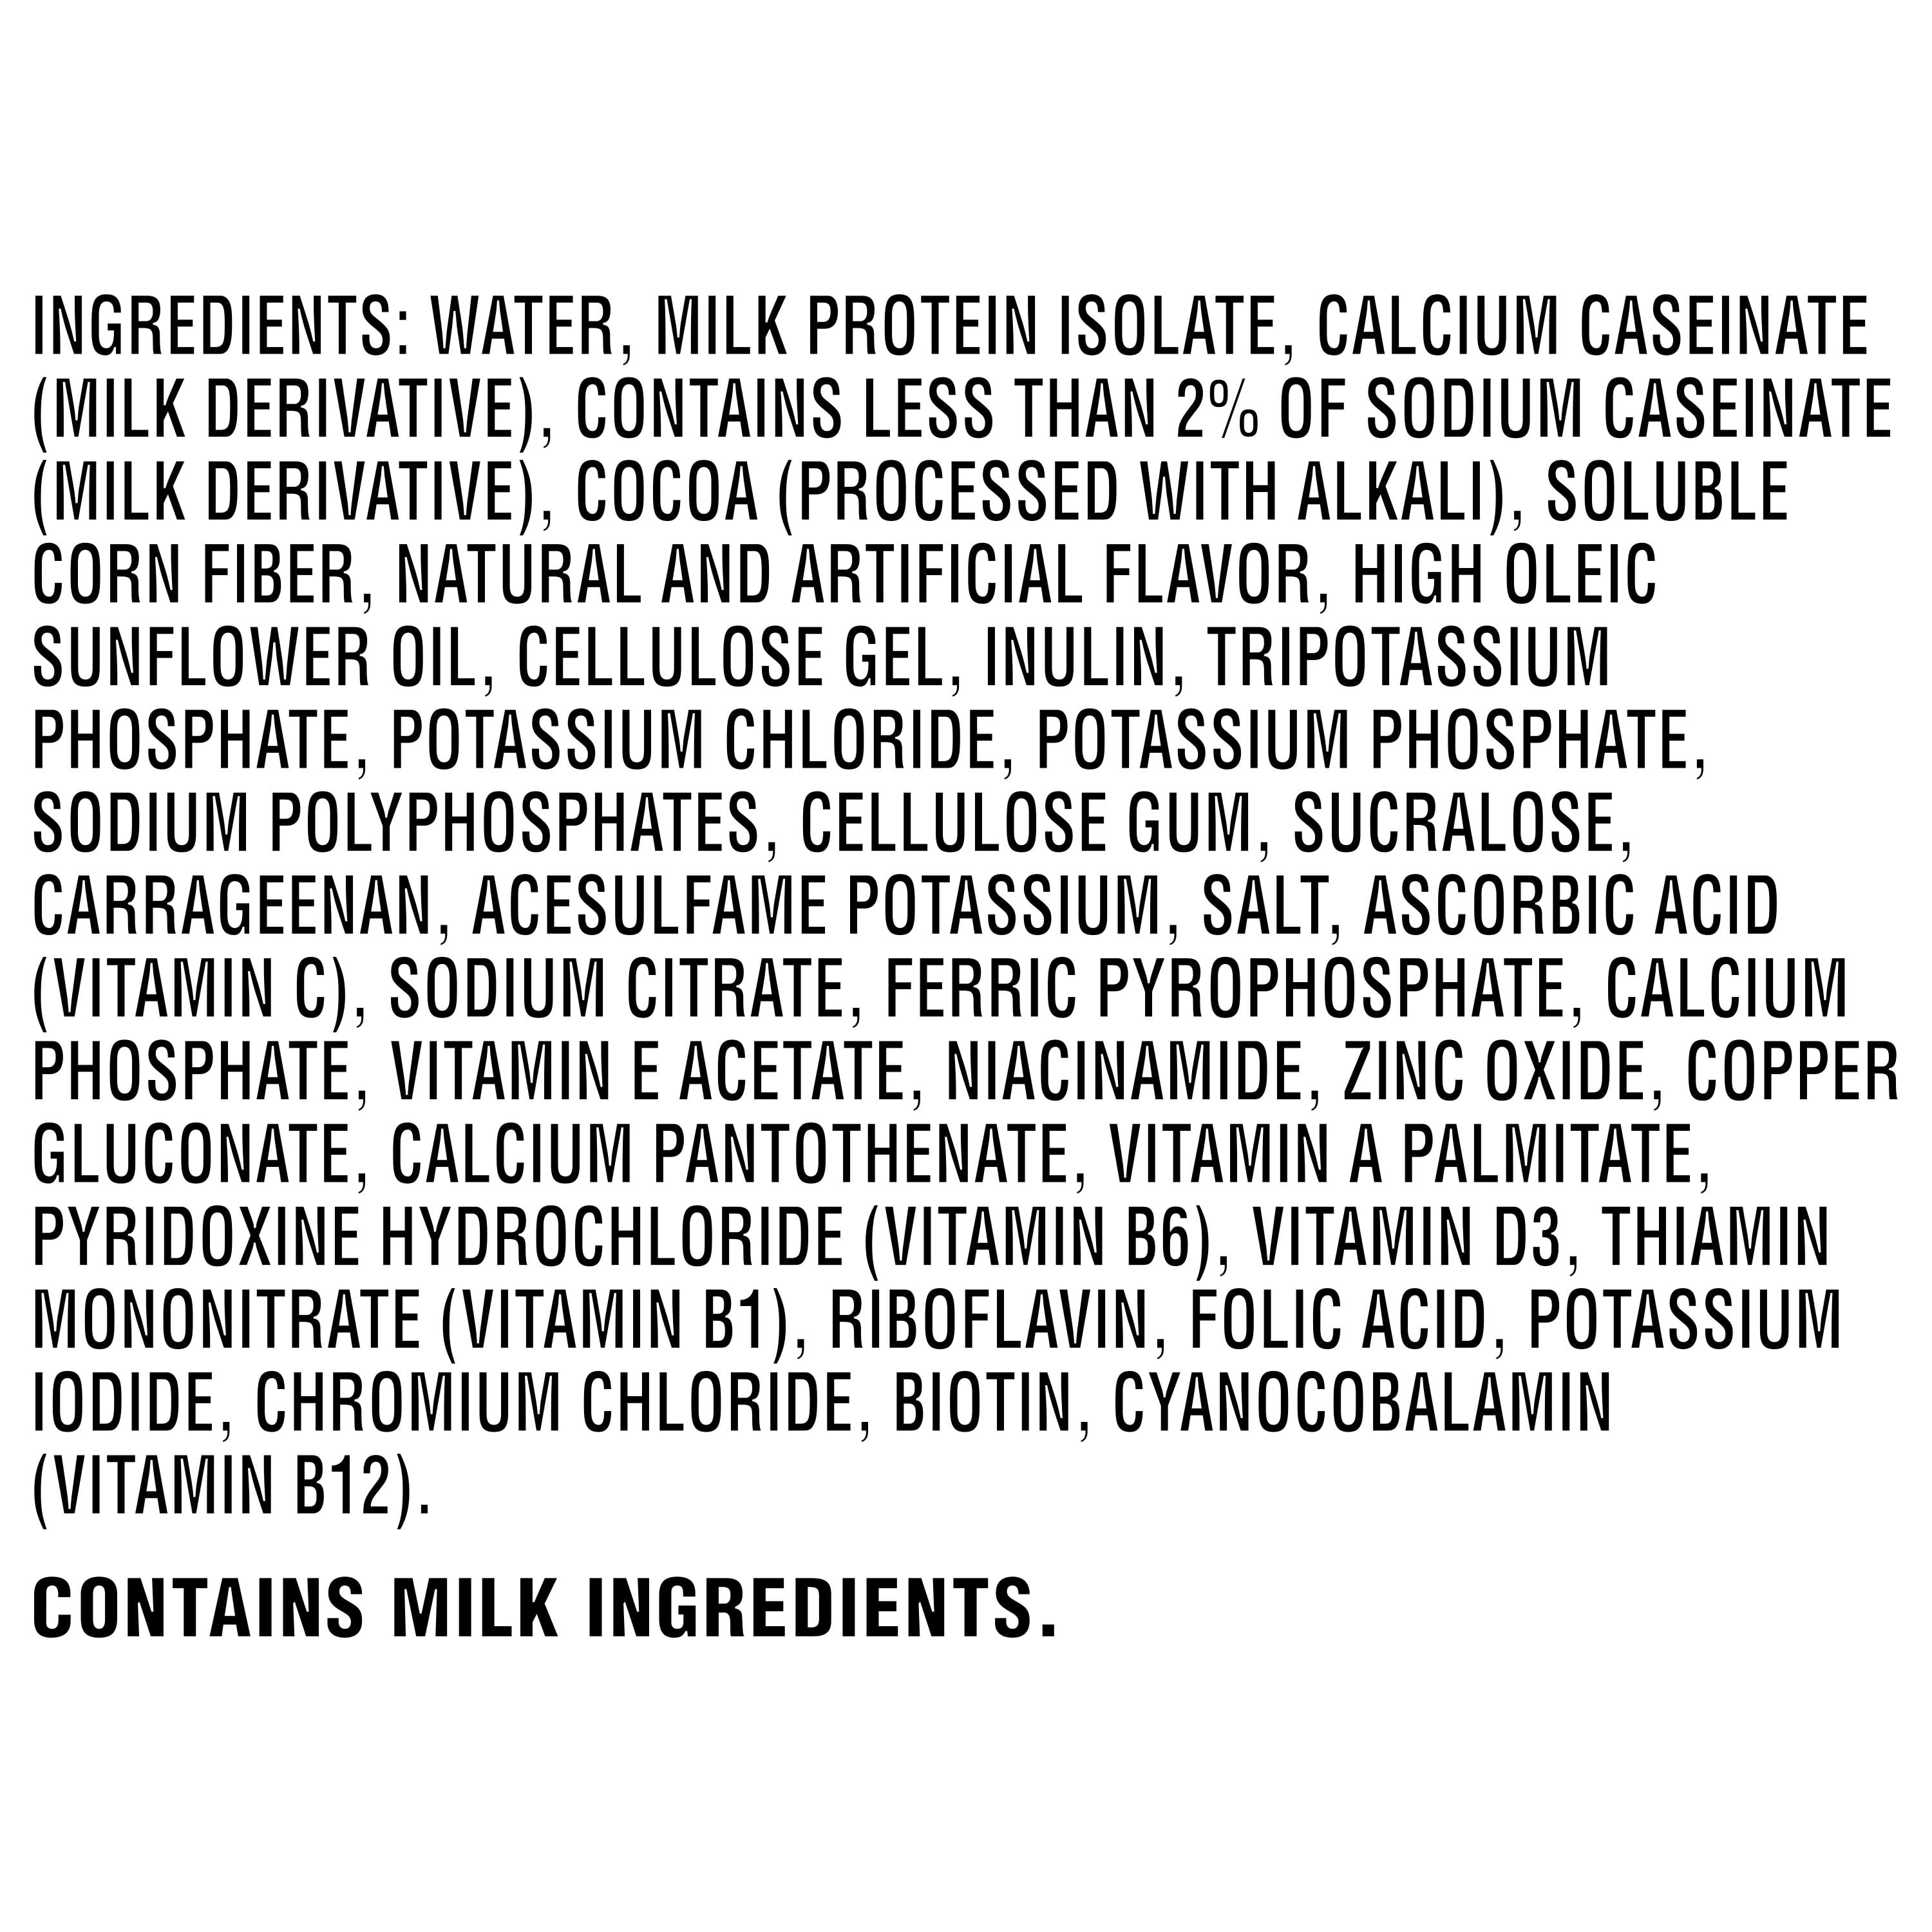 INGREDIENTS: WATER, MILK PROTEIN ISOLATE, CALCIUM CASEINATE
(MILK DERIVATIVE), CONTAINS LESS THAN 2% OF SODIUM CASEINATE
(MILK DERIVATIVE), COCOA (PROCESSED WITH ALKALI), SOLUBLE
CORN FIBER, NATURAL AND ARTIFICIAL FLAVOR, HIGH OLEIC
SUNFLOWER OIL, CELLULOSE GEL, INULIN, TRIPOTASSIUM
PHOSPHATE, POTASSIUM CHLORIDE, POTASSIUM PHOSPHATE,
SODIUM POLYPHOSPHATES, CELLULOSE GUM, SUCRALOSE,
CARRAGEENAN, ACESULFAME POTASSIUM, SALT, ASCORBIC ACID
(VITAMIN C), SODIUM CITRATE, FERRIC PYROPHOSPHATE, CALCIUM
PHOSPHATE, VITAMIN E ACETATE, NIACINAMIDE, ZINC OXIDE, COPPER
GLUCONATE, CALCIUM PANTOTHENATE, VITAMIN A PALMITATE,
PYRIDOXINE HYDROCHLORIDE (VITAMIN B6), VITAMIN D3, THIAMIN
MONONITRATE (VITAMIN B1), RIBOFLAVIN, FOLIC ACID, POTASSIUM
IODIDE, CHROMIUM CHLORIDE, BIOTIN, CYANOCOBALAMIN
(VITAMIN B12).
CONTAINS MILK INGREDIENTS.